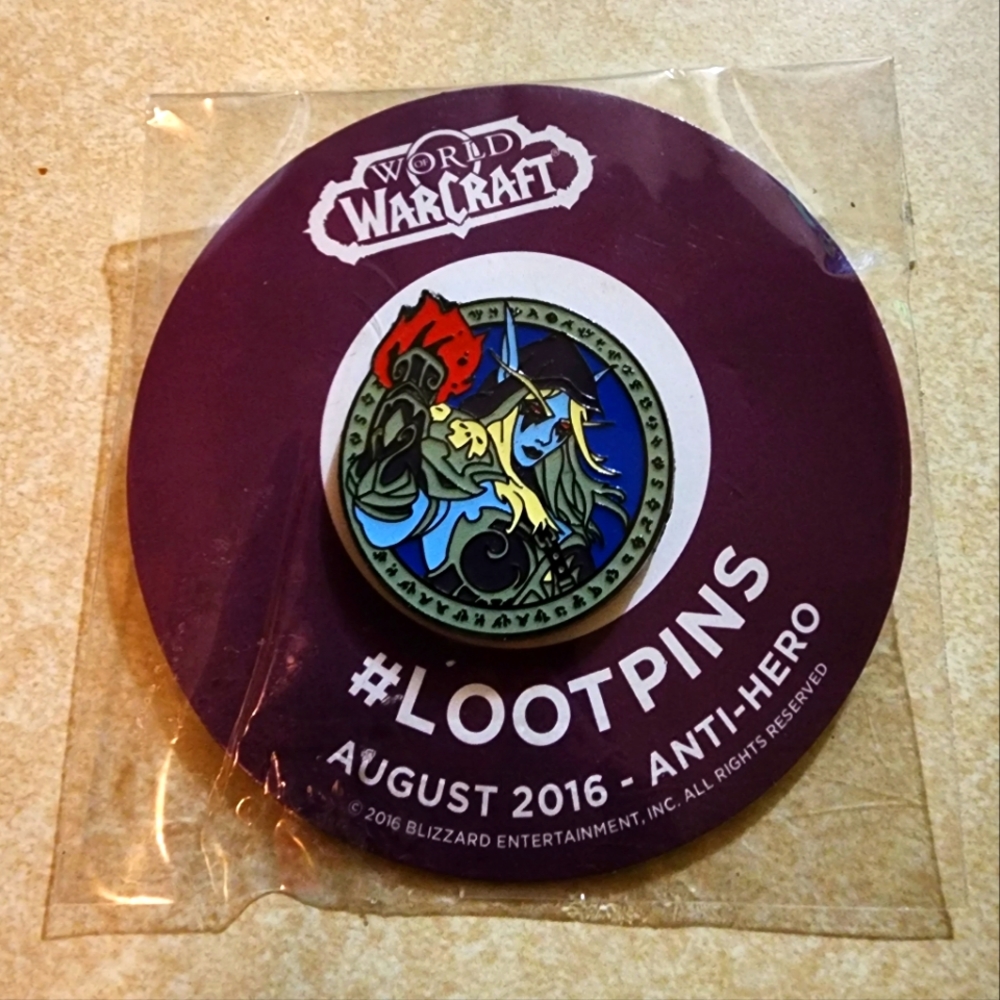 WORLD OF
WARCRAFT
#LOOTPINS
AUGUST 2016 - ANTI-HERO
© 2016 BLIZZARD ENTERTAINMENT, INC. ALL RIGHTS RESERVED